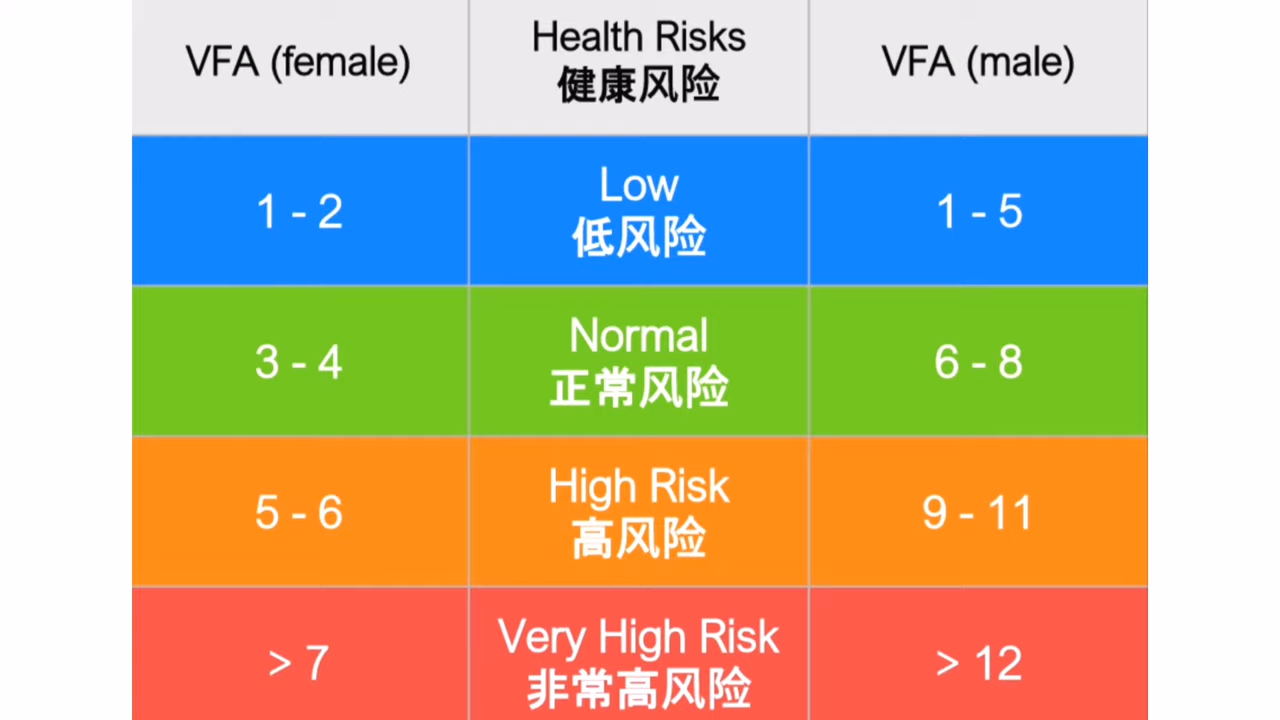 VFA (female)
Health Risks
健康风险
VFA (male)
1 - 2
Low
低风险
1 - 5
3 - 4
Normal
正常风险
6 - 8
5 - 6
High Risk
高风险
9 - 11
> 7
Very High Risk
非常高风险
> 12